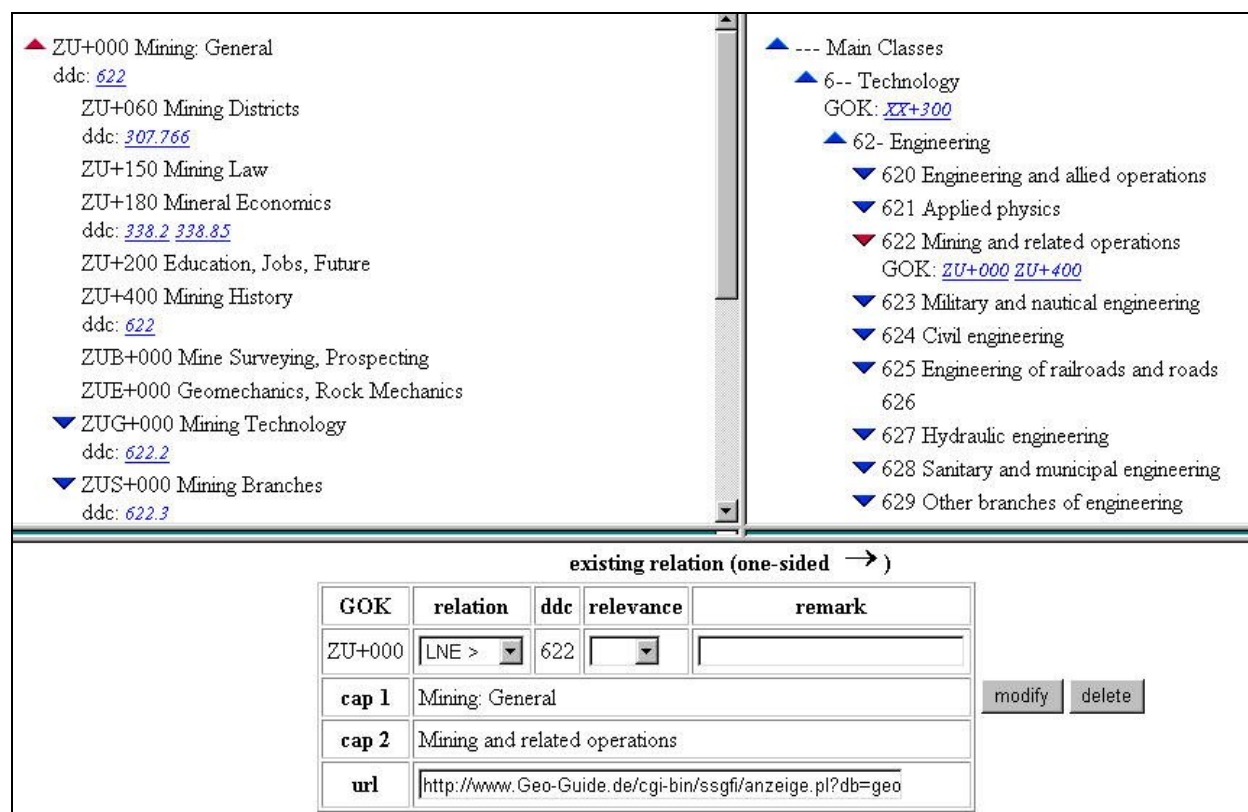 ZU+000 Mining: General
ddc: 622
ZU+060 Mining Districts
ddc: 307.766
ZU+150 Mining Law
ZU+180 Mineral Economics
ddc: 338.2 338.85
ZU+200 Education, Jobs, Future
ZU+400 Mining History
ddc: 622
ZUB+000 Mine Surveying, Prospecting
ZUE+000 Geomechanics, Rock Mechanics
ZUG+000 Mining Technology
ddc: 622.2
ZUS+000 Mining Branches
ddc: 622.3
--- Main Classes
6-- Technology
GOK: XX+300
62- Engineering
620 Engineering and allied operations
621 Applied physics
622 Mining and related operations
GOK: ZU+000 ZU+400
623 Military and nautical engineering
624 Civil engineering
625 Engineering of railroads and roads
626
627 Hydraulic engineering
628 Sanitary and municipal engineering
629 Other branches of engineering
existing relation (one-sided → )
GOK relation ddc relevance remark
ZU+000 LNE > 622
cap 1 Mining: General modify delete
cap 2 Mining and related operations
url http://www.Geo-Guide.de/cgi-bin/ssgfi/anzeige.pl?db=geo